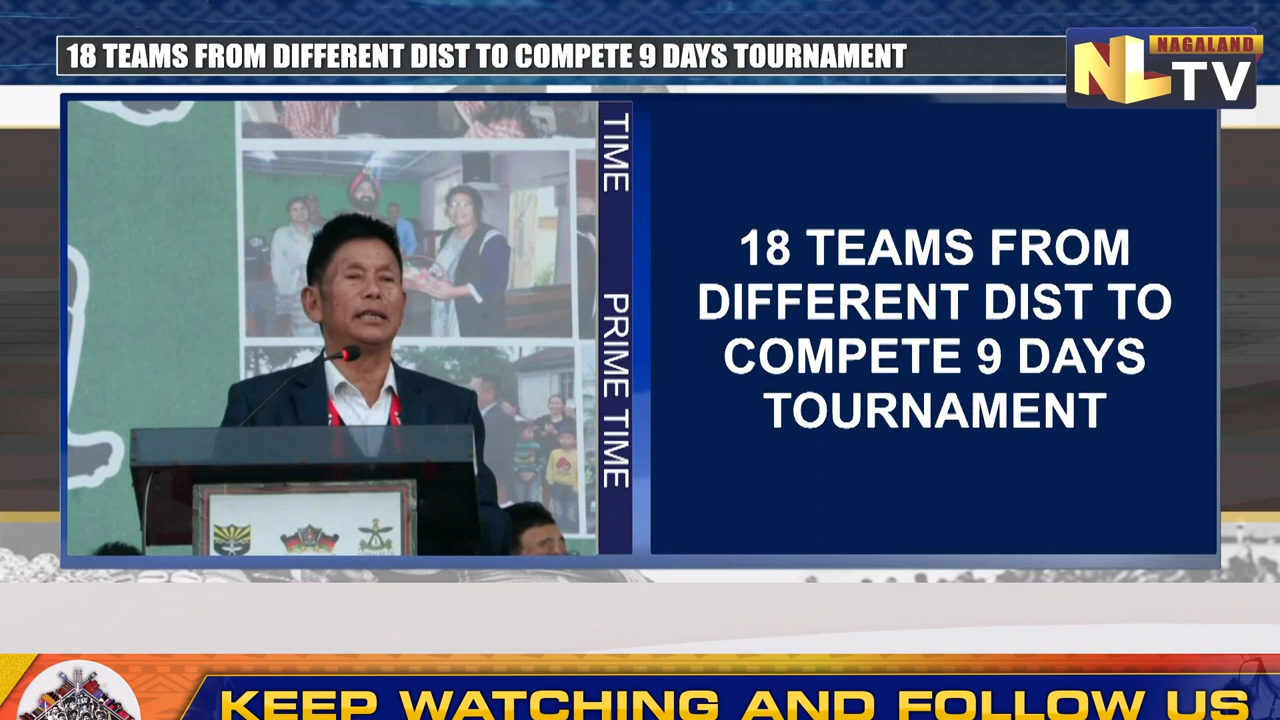 18 TEAMS FROM DIFFERENT DIST TO COMPETE 9 DAYS TOURNAMENT
NAGALAND
NL TV
TIME
PRIME TIME
18 TEAMS FROM
DIFFERENT DIST TO
COMPETE 9 DAYS
TOURNAMENT
KEEP WATCHING AND FOLLOW US